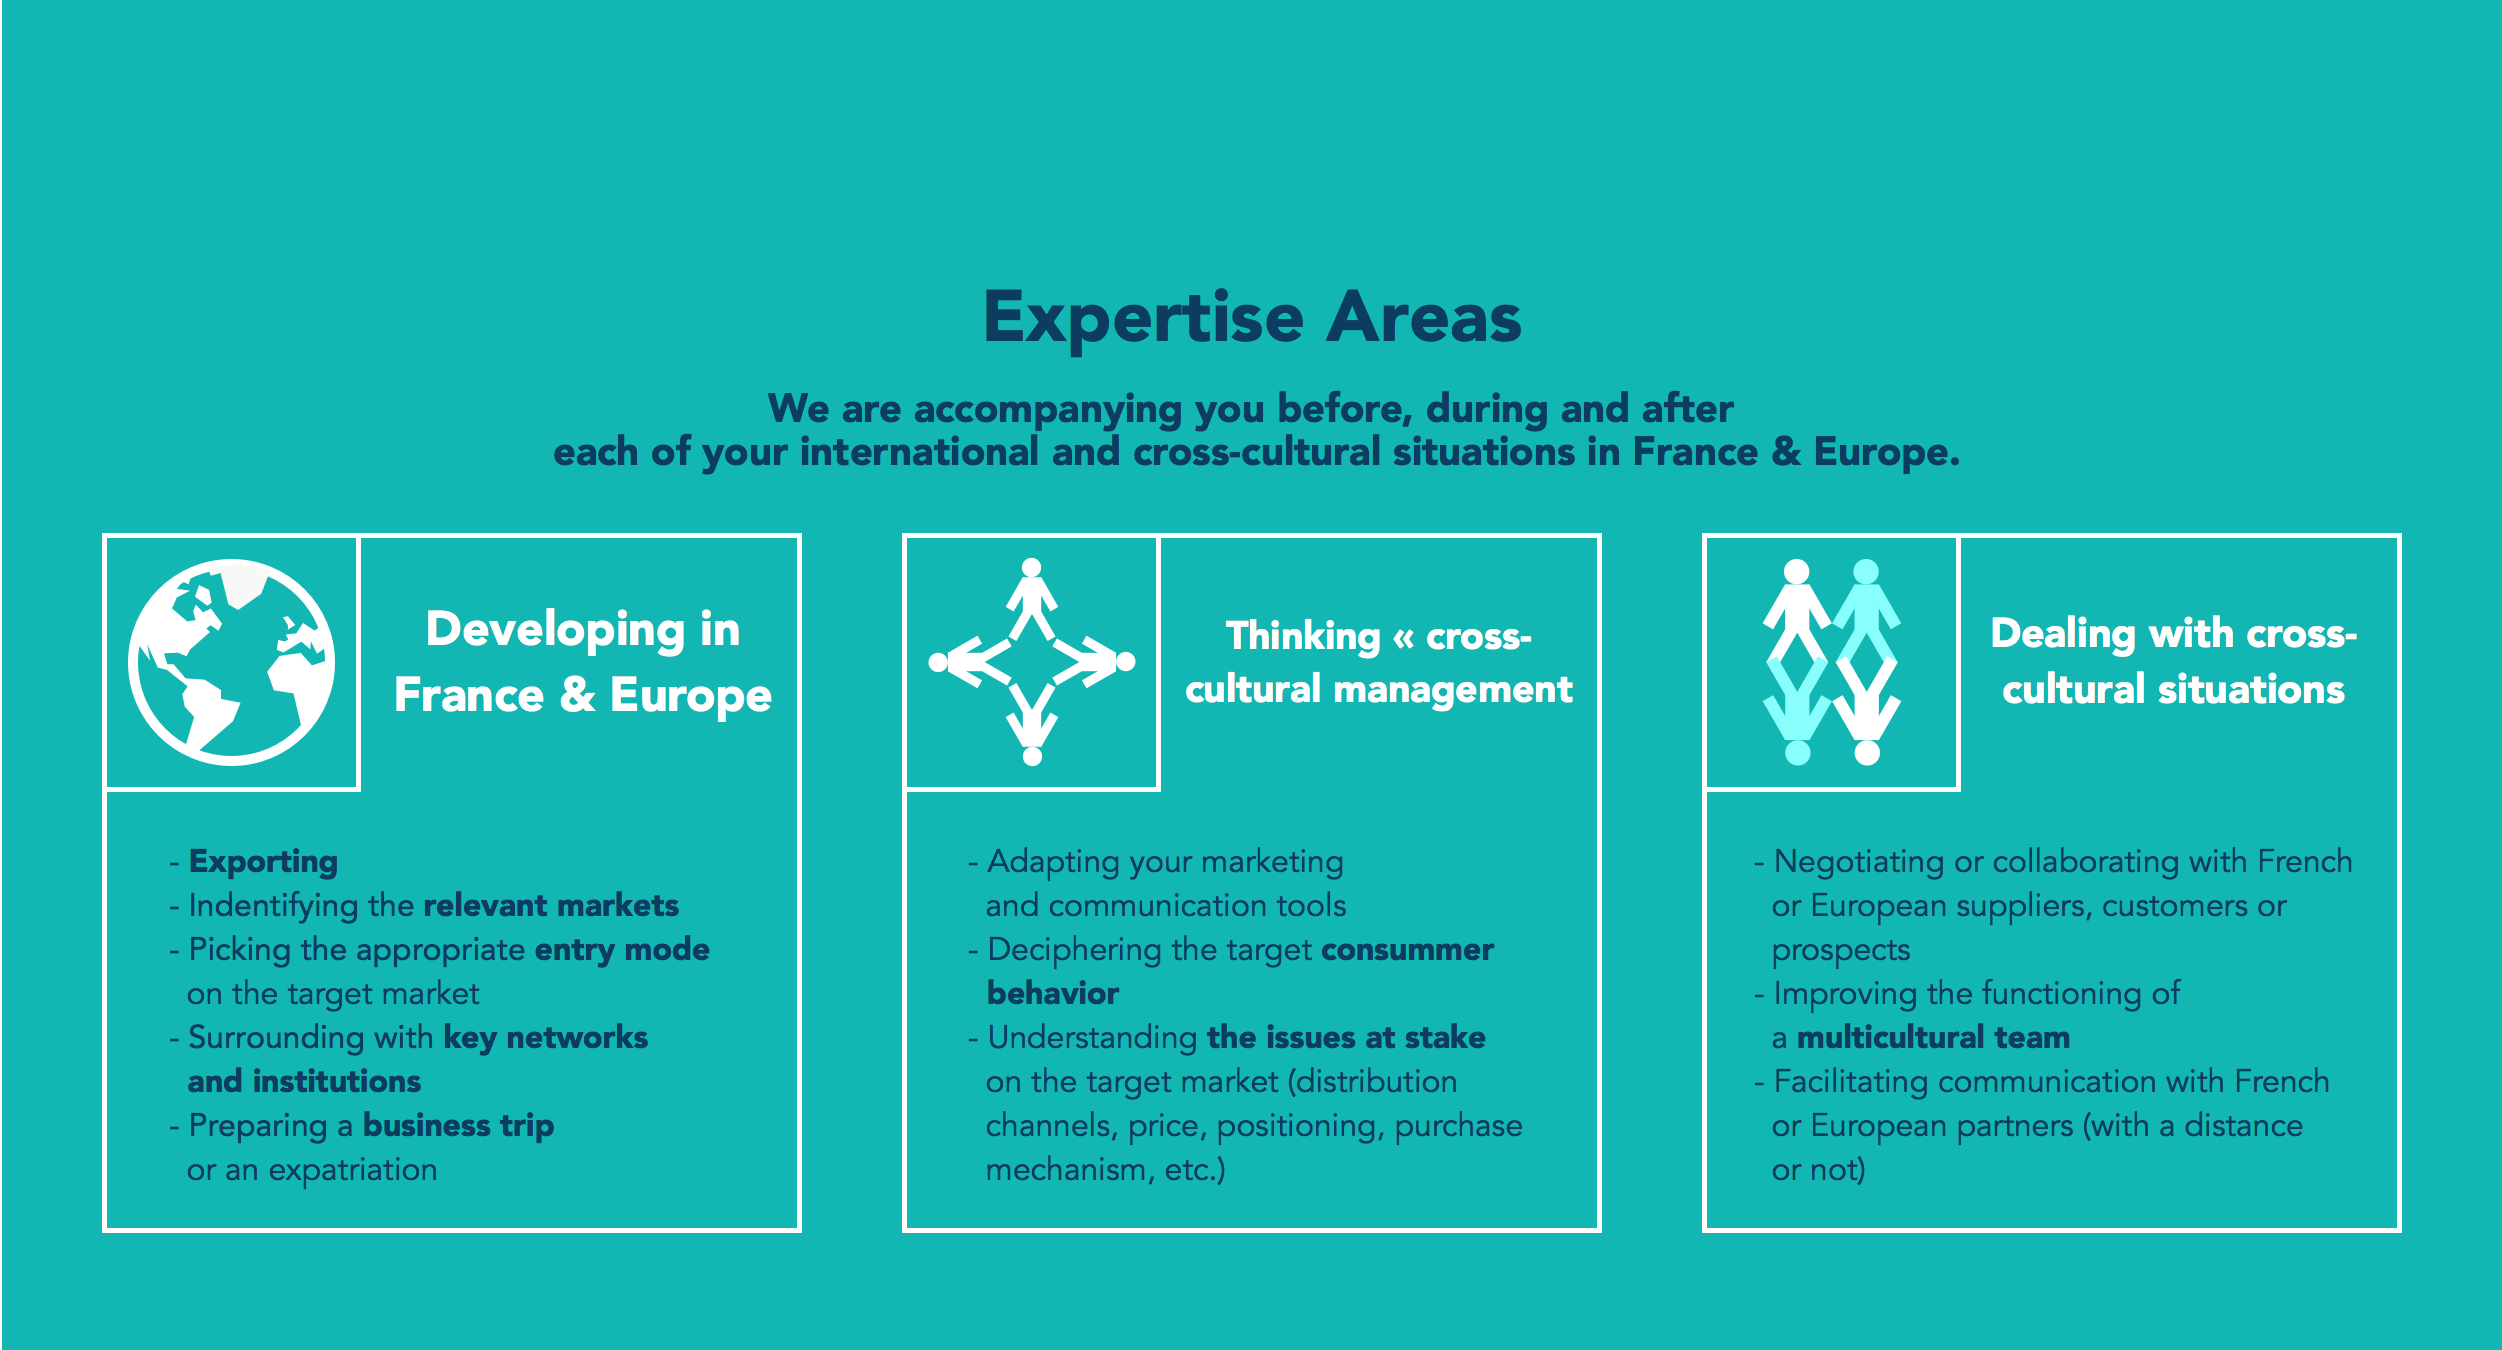 Expertise Areas
We are accompanying you before, during and after
each of your international and cross-cultural situations in France & Europe.
Developing in
France & Europe
- Exporting
- Indentifying the relevant markets
- Picking the appropriate entry mode
on the target market
- Surrounding with key networks
and institutions
- Preparing a business trip
or an expatriation
Thinking « cross-
cultural management
- Adapting your marketing
and communication tools
- Deciphering the target consummer
behavior
- Understanding the issues at stake
on the target market (distribution
channels, price, positioning, purchase
mechanism, etc.)
Dealing with cross-
cultural situations
- Negotiating or collaborating with French
or European suppliers, customers or
prospects
- Improving the functioning of
a multicultural team
- Facilitating communication with French
or European partners (with a distance
or not)